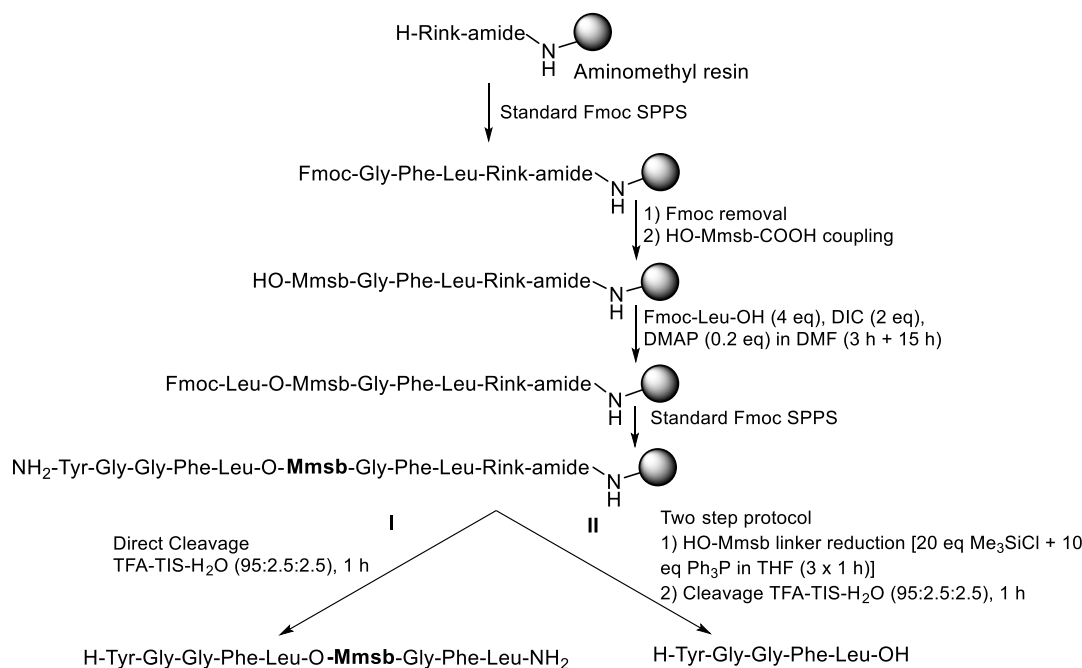 H-Rink-amide
N
H
Aminomethyl resin
Standard Fmoc SPPS
Fmoc-Gly-Phe-Leu-Rink-amide
N
H
1) Fmoc removal
2) HO-Mmsb-COOH coupling
HO-Mmsb-Gly-Phe-Leu-Rink-amide
N
H
Fmoc-Leu-OH (4 eq), DIC (2 eq),
DMAP (0.2 eq) in DMF (3 h + 15 h)
Fmoc-Leu-O-Mmsb-Gly-Phe-Leu-Rink-amide
N
H
Standard Fmoc SPPS
NH₂-Tyr-Gly-Gly-Phe-Leu-O-Mmsb-Gly-Phe-Leu-Rink-amide
N
H
I
Direct Cleavage
TFA-TIS-H₂O (95:2.5:2.5), 1 h
II
Two step protocol
1) HO-Mmsb linker reduction [20 eq Me₃SiCl + 10
eq Ph₃P in THF (3 x 1 h)]
2) Cleavage TFA-TIS-H₂O (95:2.5:2.5), 1 h
H-Tyr-Gly-Gly-Phe-Leu-O-Mmsb-Gly-Phe-Leu-NH₂
H-Tyr-Gly-Gly-Phe-Leu-OH